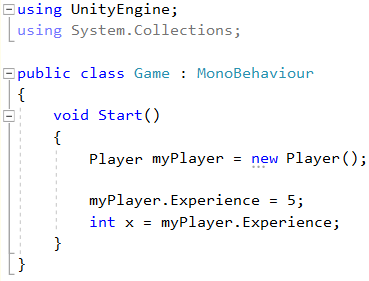 using UnityEngine;
using System.Collections;
public class Game : MonoBehaviour
{
void Start()
{
Player myPlayer = new Player();
myPlayer.Experience = 5;
int x = myPlayer.Experience;
}
}